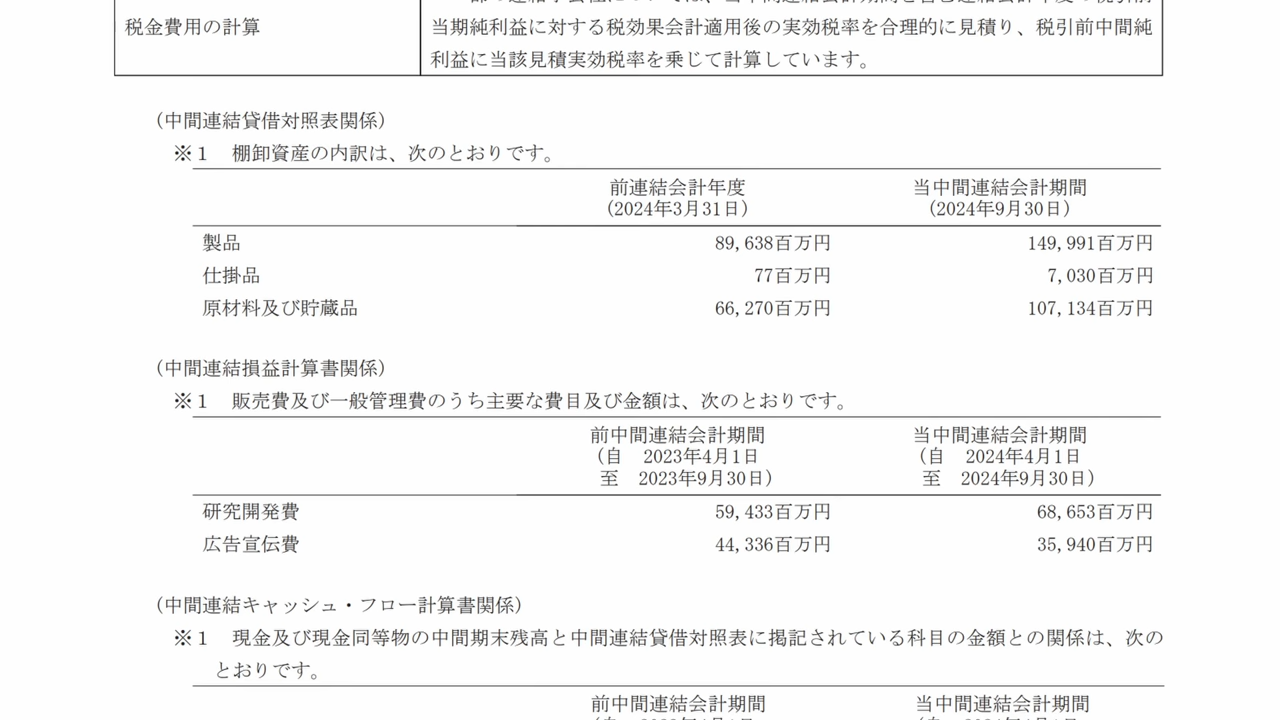 税金費用の計算
当期純利益に対する税効果会計適用後の実効税率を合理的に見積り、税引前中間純
利益に当該見積実効税率を乗じて計算しています。
(中間連結貸借対照表関係)
※1 棚卸資産の内訳は、次のとおりです。
前連結会計年度 当中間連結会計期間
(2024年3月31日) (2024年9月30日)
製品 89,638百万円 149,991百万円
仕掛品 77百万円 7,030百万円
原材料及び貯蔵品 66,270百万円 107,134百万円
(中間連結損益計算書関係)
※1 販売費及び一般管理費のうち主要な費目及び金額は、次のとおりです。
前中間連結会計期間 当中間連結会計期間
(自 2023年4月1日 (自 2024年4月1日
至 2023年9月30日) 至 2024年9月30日)
研究開発費 59,433百万円 68,653百万円
広告宣伝費 44,336百万円 35,940百万円
(中間連結キャッシュ・フロー計算書関係)
※1 現金及び現金同等物の中間期末残高と中間連結貸借対照表に掲記されている科目の金額との関係は、次の
とおりです。
前中間連結会計期間 当中間連結会計期間